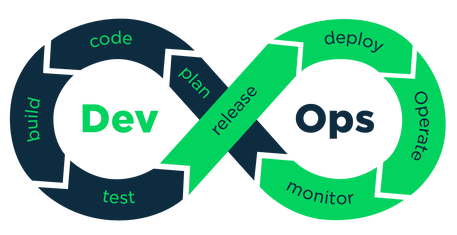 code
plan
build
Dev
test
release
deploy
Operate
Ops
monitor